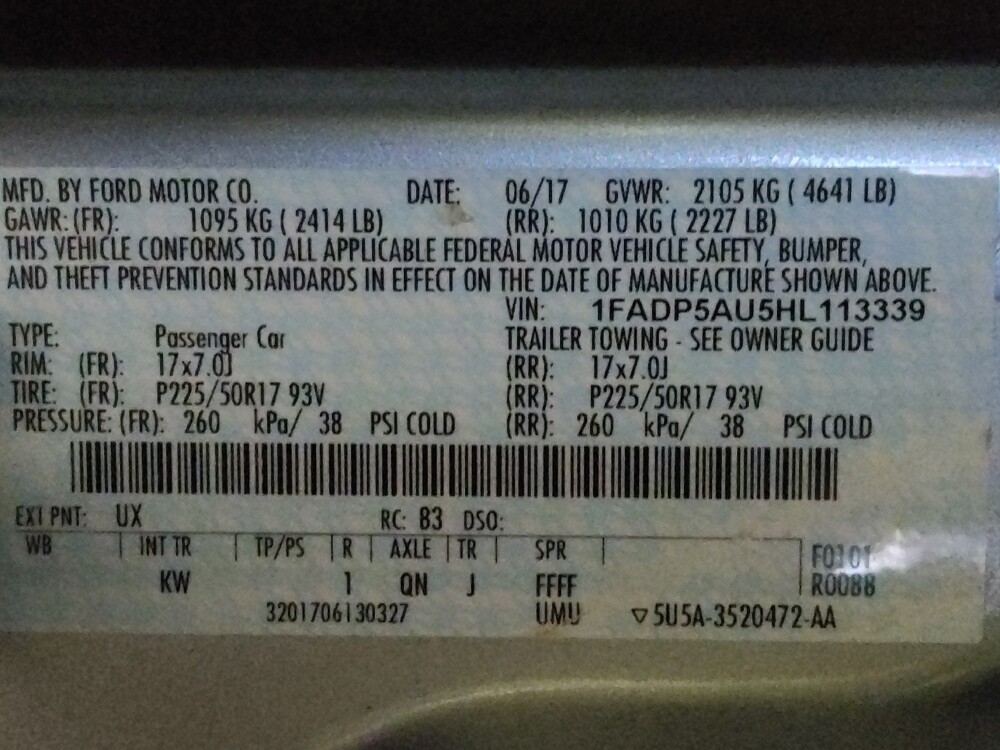 MFD. BY FORD MOTOR CO. DATE: 06/17 GVWR: 2105 KG ( 4641 LB)
GAWR: (FR): 1095 KG ( 2414 LB) (RR): 1010 KG ( 2227 LB)
THIS VEHICLE CONFORMS TO ALL APPLICABLE FEDERAL MOTOR VEHICLE SAFETY, BUMPER,
AND THEFT PREVENTION STANDARDS IN EFFECT ON THE DATE OF MANUFACTURE SHOWN ABOVE.
VIN: 1FADP5AU5HL113339
TYPE: Passenger Car TRAILER TOWING - SEE OWNER GUIDE
RIM: (FR): 17x7.0J (RR): 17x7.0J
TIRE: (FR): P225/50R17 93V (RR): P225/50R17 93V
PRESSURE: (FR): 260 kPa/ 38 PSI COLD (RR): 260 kPa/ 38 PSI COLD
EXT PNT: UX RC: 83 DSO:
WB INT TR TP/PS R AXLE TR SPR F0101
KW 1 QN J FFFF R0088
3201706130327 UMU ▽5U5A-3520472-AA